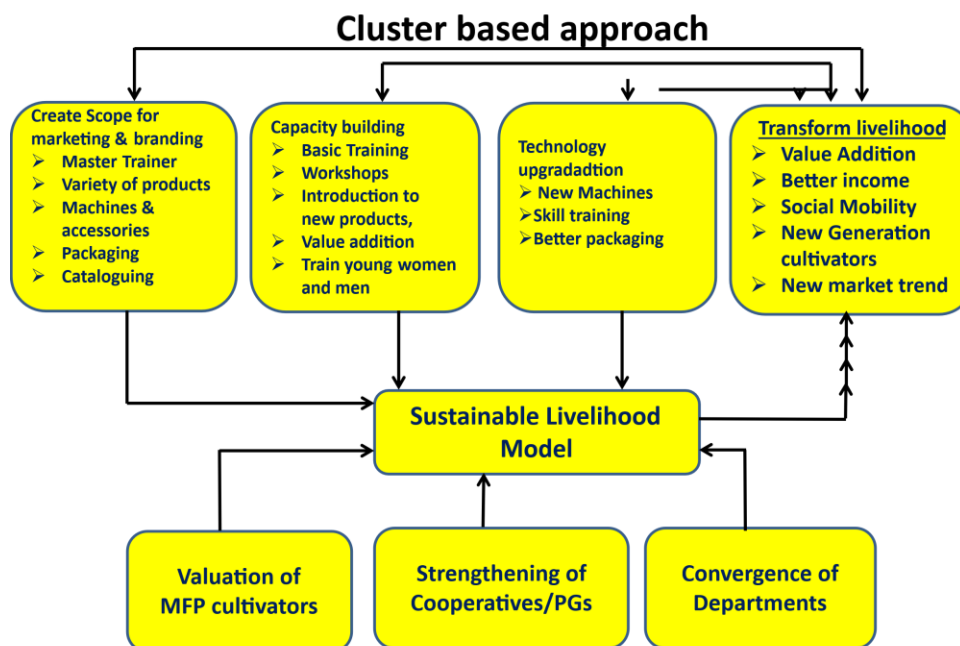 Cluster based approach
Create Scope for
marketing & branding
➢ Master Trainer
➢ Variety of products
➢ Machines &
accessories
➢ Packaging
➢ Cataloguing
Capacity building
➢ Basic Training
➢ Workshops
➢ Introduction to
new products,
➢ Value addition
➢ Train young women
and men
Technology
upgradadtion
➢ New Machines
➢Skill training
➢Better packaging
Transform livelihood
➢ Value Addition
➢ Better income
➢ Social Mobility
➢ New Generation
cultivators
➢ New market trend
Sustainable Livelihood
Model
Valuation of
MFP cultivators
Strengthening of
Cooperatives/PGs
Convergence of
Departments